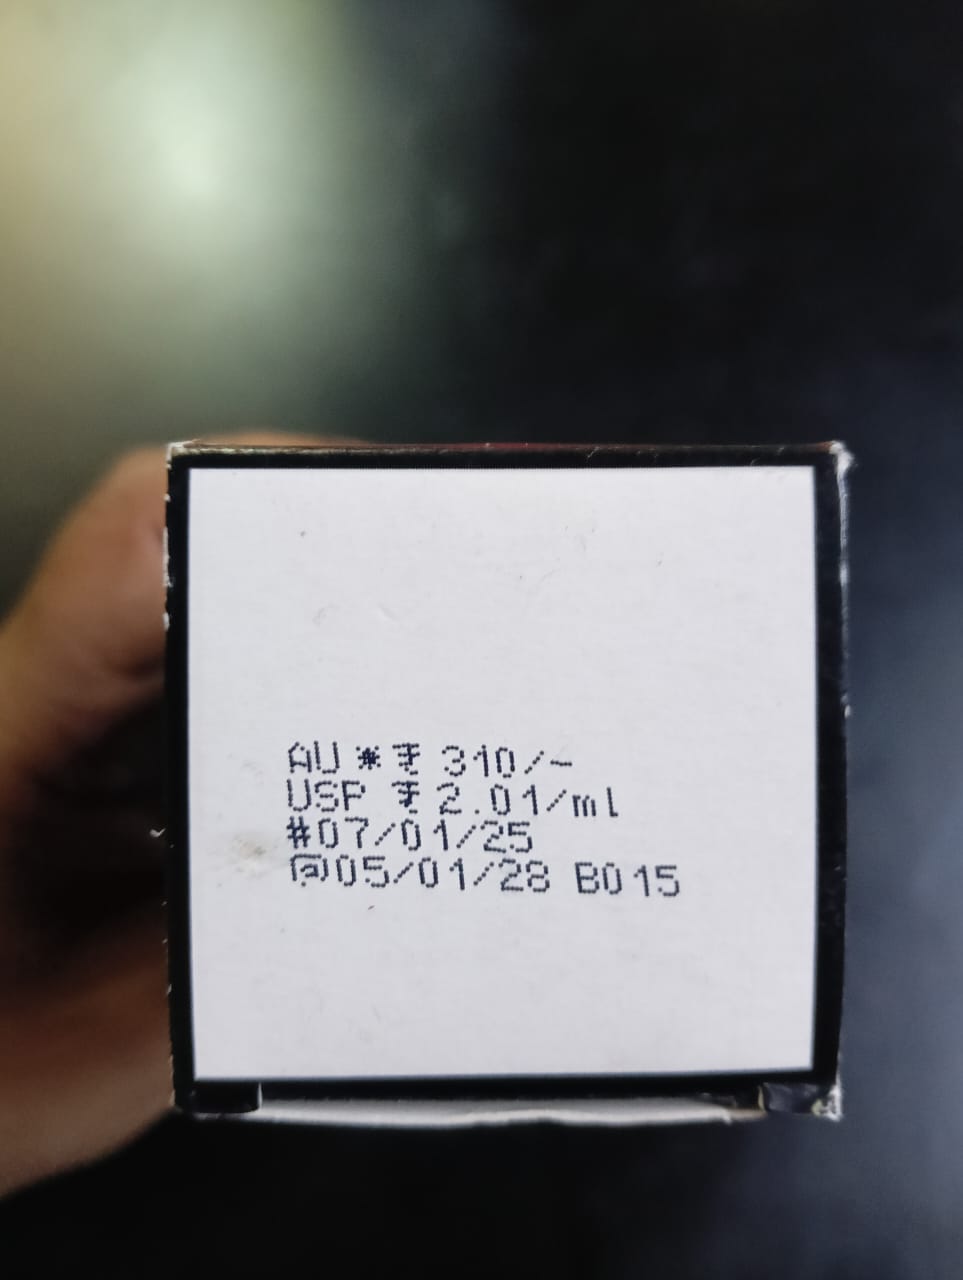 AU *₹ 310/-
USP ₹ 2.01/ml
#07/01/25
@05/01/28 B015